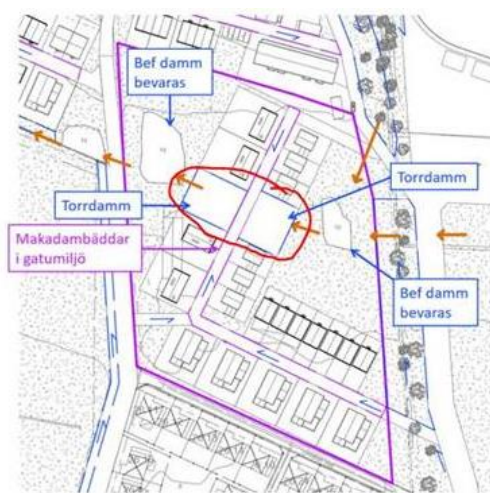 Bef damm
bevaras
Torrdamm
Torrdamm
Makadambäddar
i gatumiljö
Bef damm
bevaras